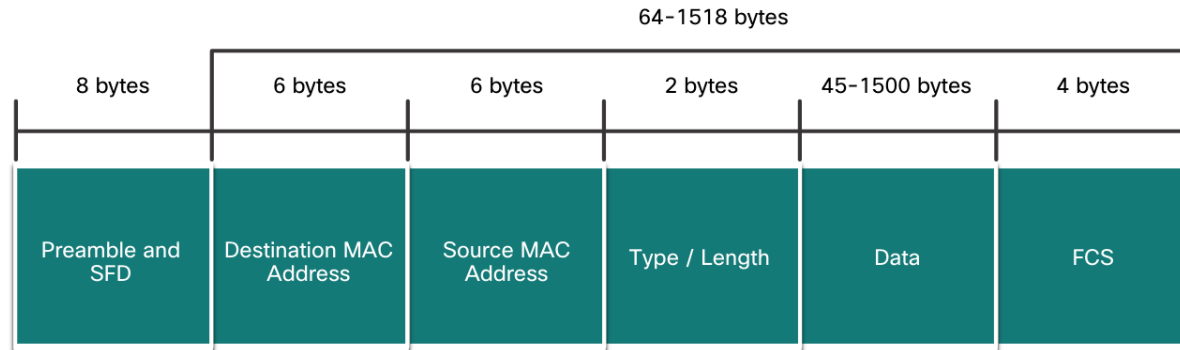 64-1518 bytes
8 bytes
6 bytes
6 bytes
2 bytes
45-1500 bytes
4 bytes
Preamble and
SFD
Destination MAC
Address
Source MAC
Address
Type / Length
Data
FCS